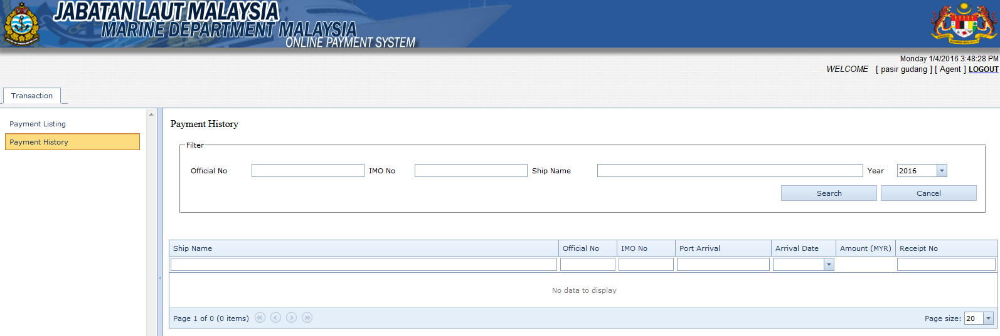 JABATAN LAUT MALAYSIA
MARINE DEPARTMENT MALAYSIA
ONLINE PAYMENT SYSTEM
Monday 1/4/2016 3:48:28 PM
WELCOME [ pasir gudang ] [ Agent ] LOGOUT
Transaction
Payment Listing
Payment History
Payment History
Filter
Official No IMO No Ship Name Year 2016
Search Cancel
Ship Name Official No IMO No Port Arrival Arrival Date Amount (MYR) Receipt No
No data to display
Page 1 of 0 (0 items) Page size: 20